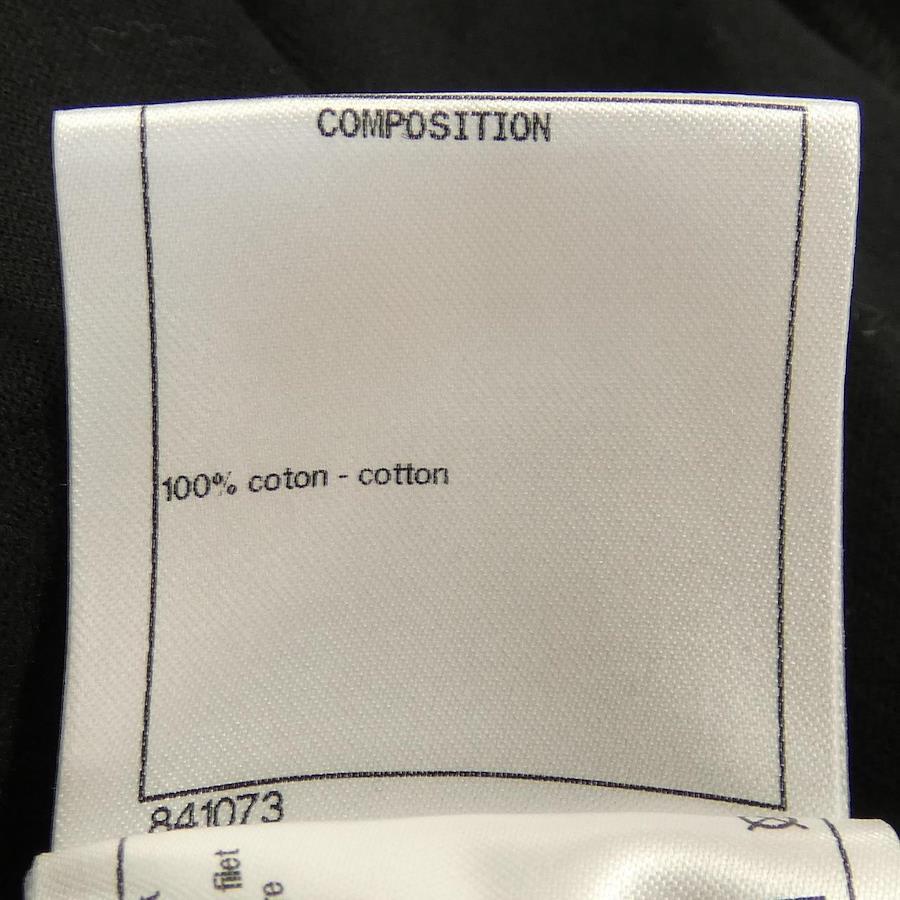 COMPOSITION
100% coton - cotton
841073
filet